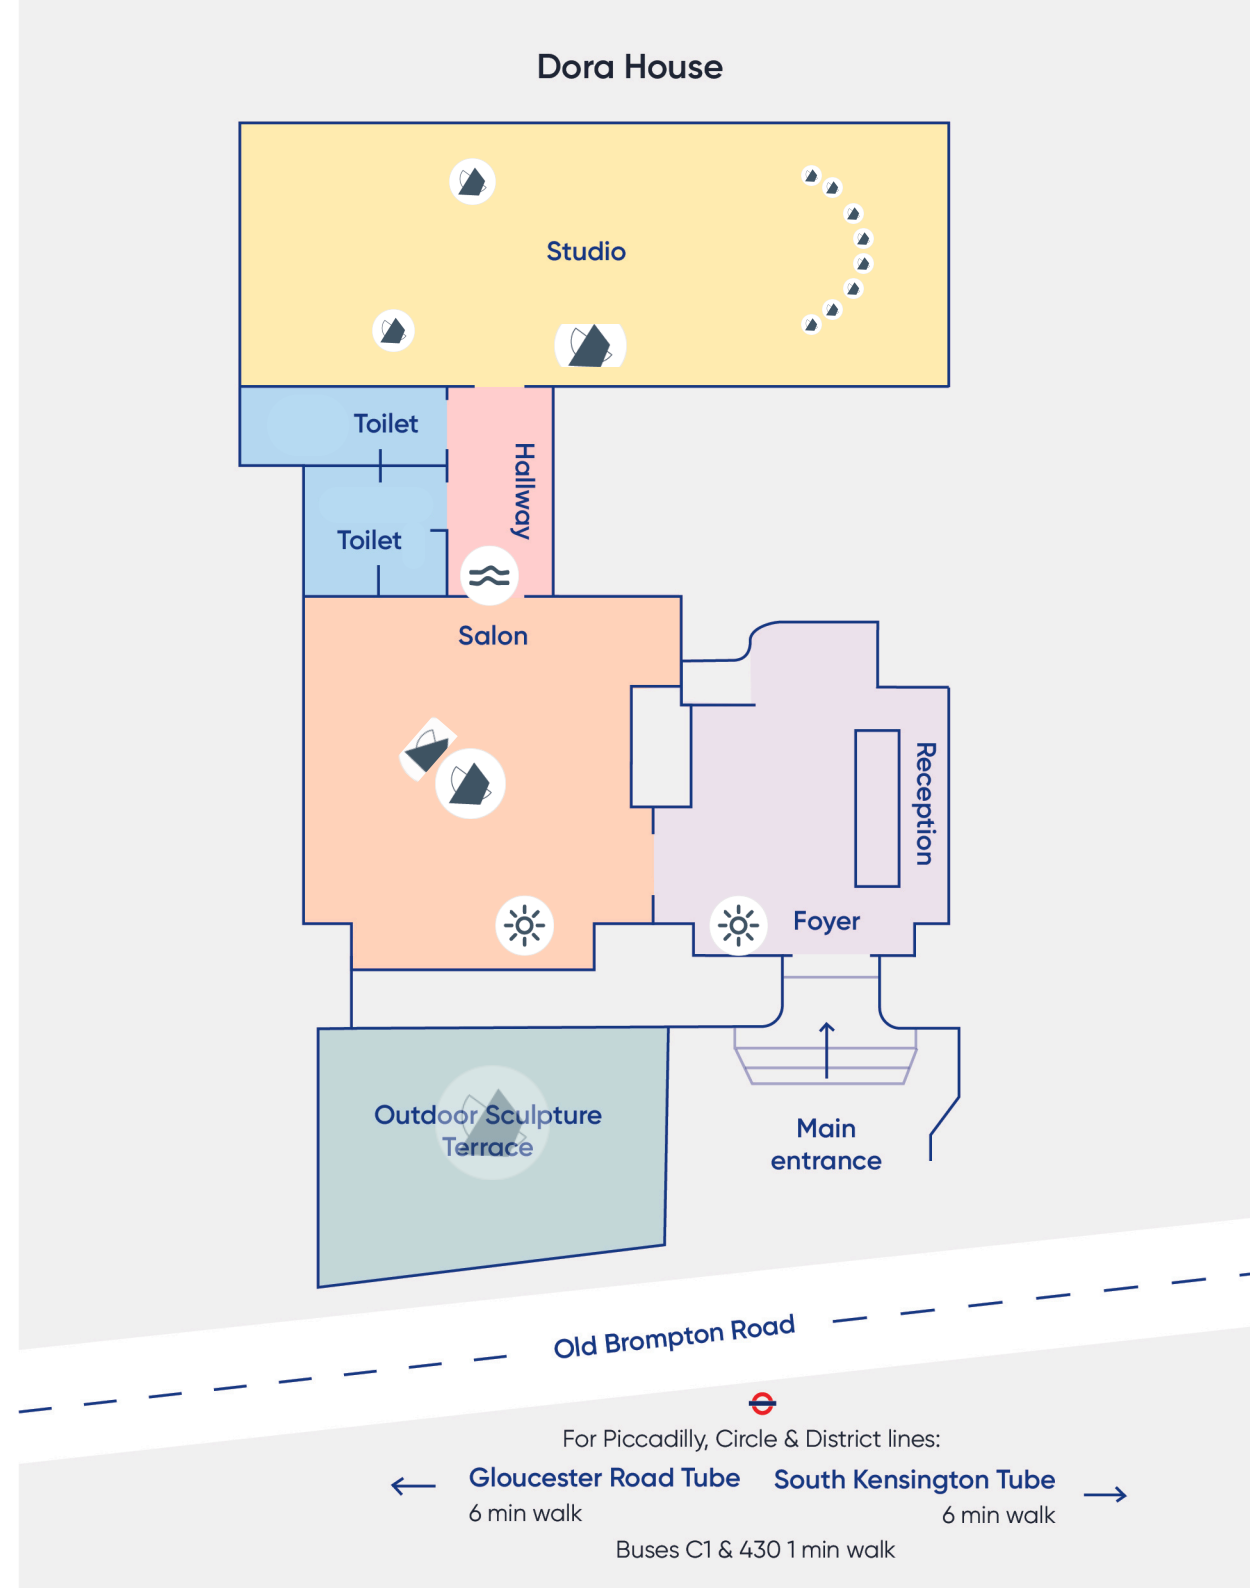 Dora House
Studio
Toilet
Hallway
Toilet
Salon
Reception
Foyer
Outdoor Sculpture
Terrace
Main
entrance
Old Brompton Road
For Piccadilly, Circle & District lines:
Gloucester Road Tube
6 min walk
South Kensington Tube
6 min walk
Buses C1 & 430 1 min walk